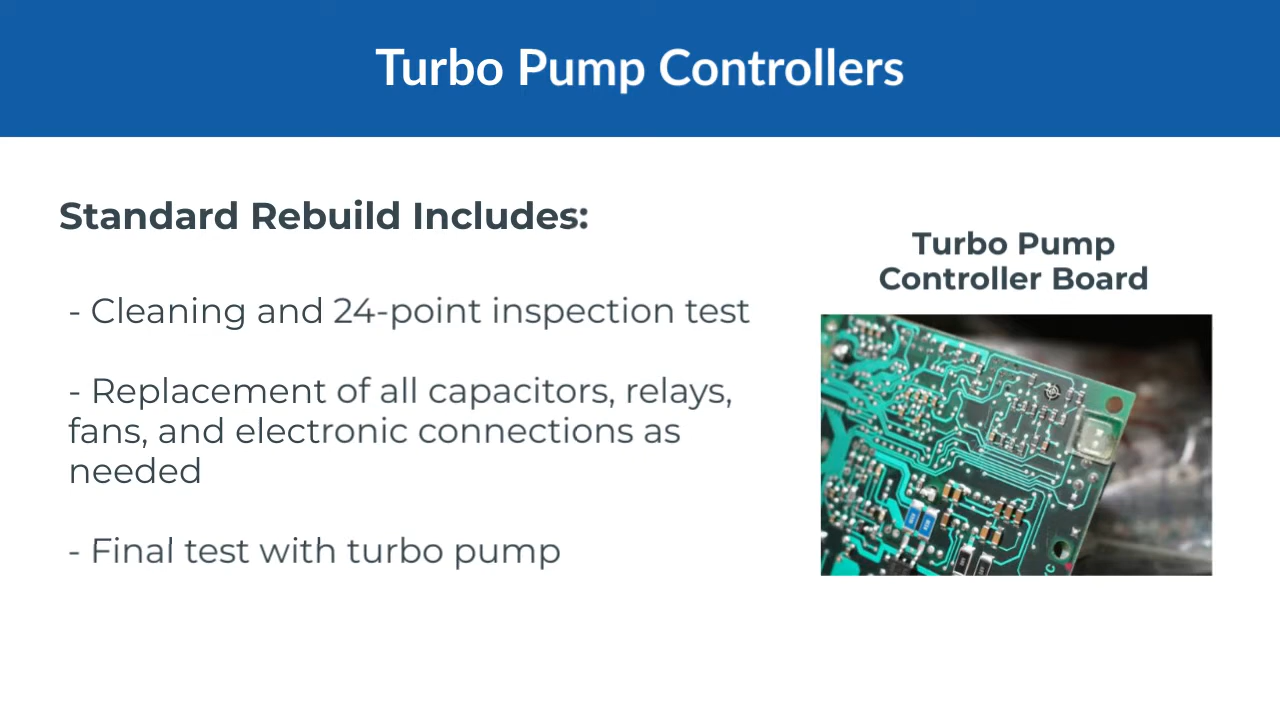 Turbo Pump Controllers
Standard Rebuild Includes:
- Cleaning and 24-point inspection test
- Replacement of all capacitors, relays,
fans, and electronic connections as
needed
- Final test with turbo pump
Turbo Pump
Controller Board